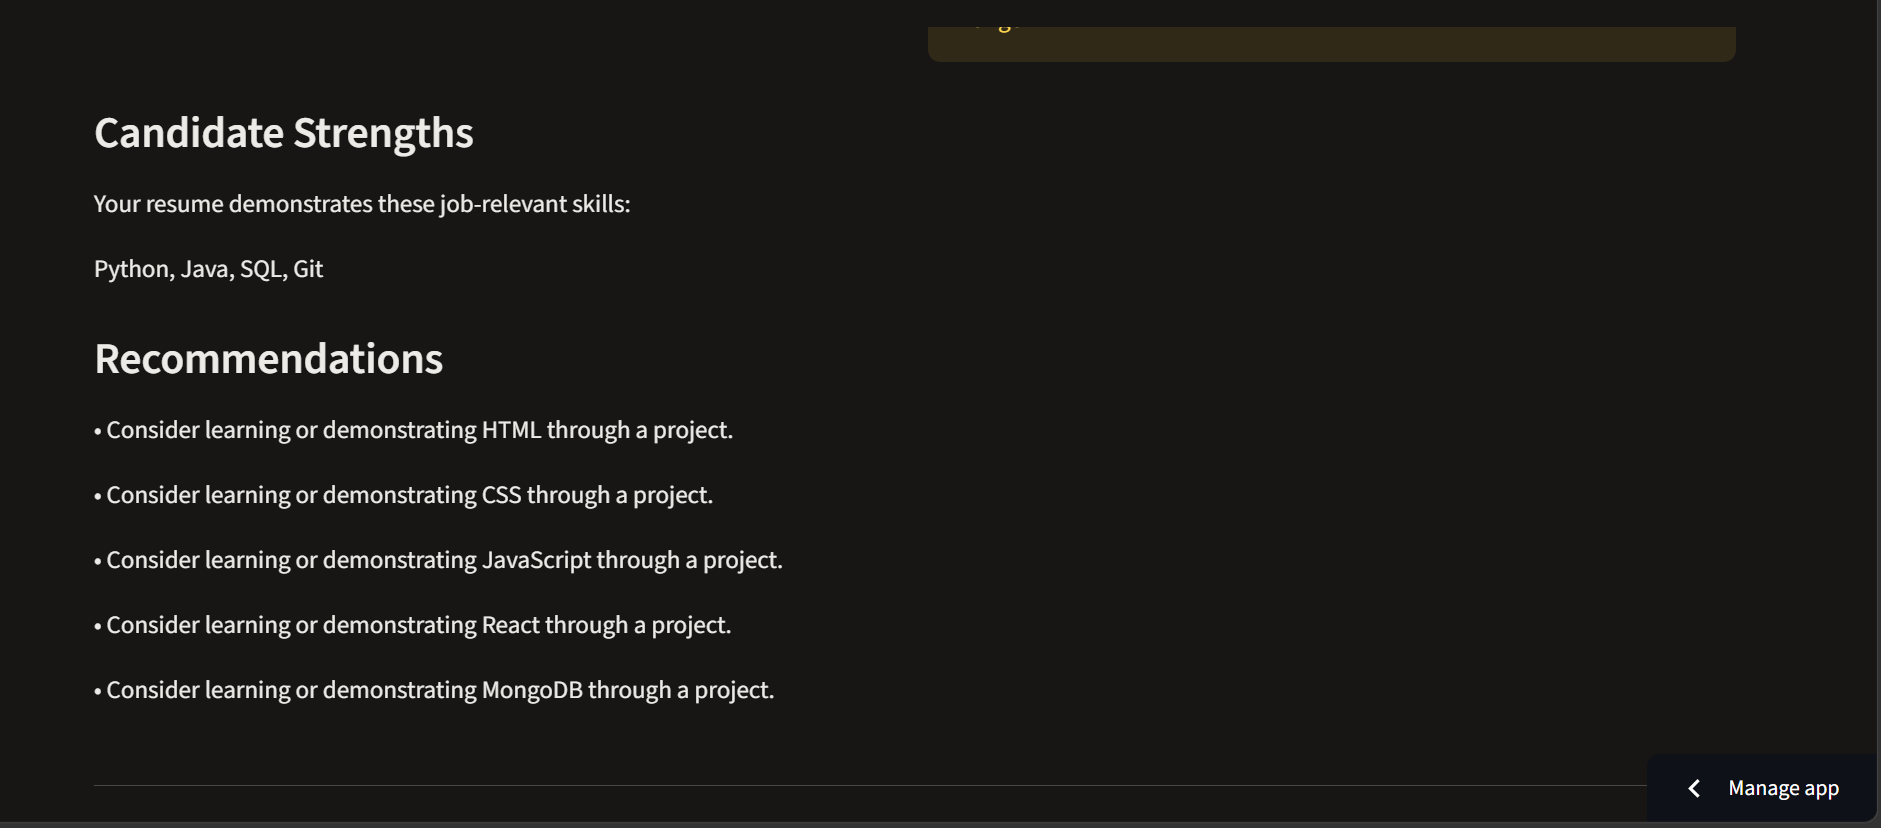 Candidate Strengths
Your resume demonstrates these job-relevant skills:
Python, Java, SQL, Git
Recommendations
• Consider learning or demonstrating HTML through a project.
• Consider learning or demonstrating CSS through a project.
• Consider learning or demonstrating JavaScript through a project.
• Consider learning or demonstrating React through a project.
• Consider learning or demonstrating MongoDB through a project.
Manage app